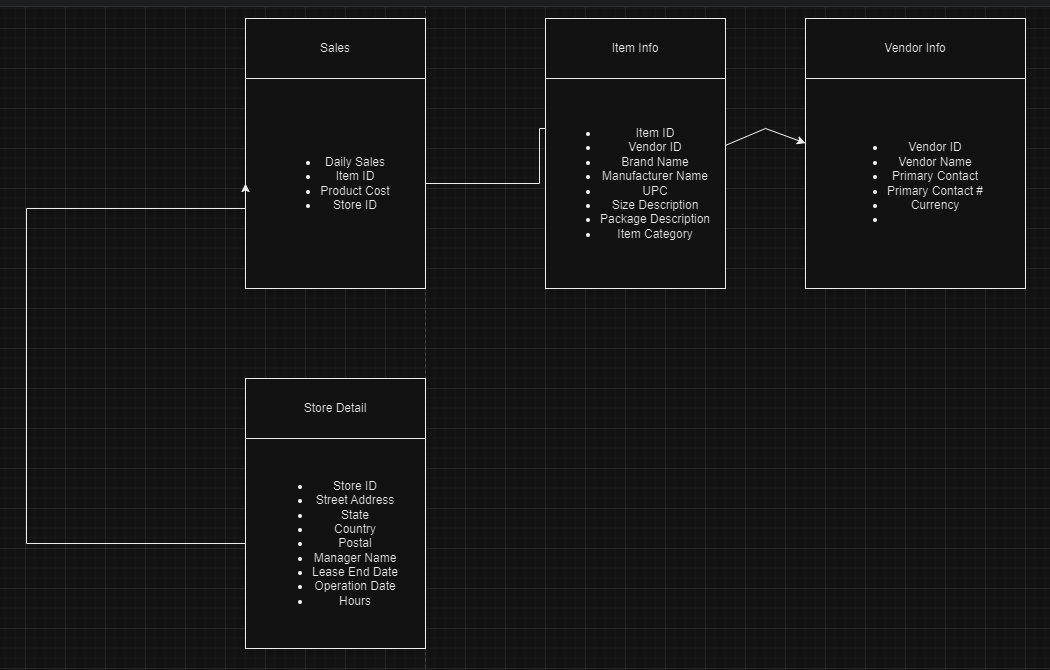 Sales
Daily Sales
Item ID
Product Cost
Store ID
Item Info
Item ID
Vendor ID
Brand Name
Manufacturer Name
UPC
Size Description
Package Description
Item Category
Vendor Info
Vendor ID
Vendor Name
Primary Contact
Primary Contact #
Currency
Store Detail
Store ID
Street Address
State
Country
Postal
Manager Name
Lease End Date
Operation Date
Hours